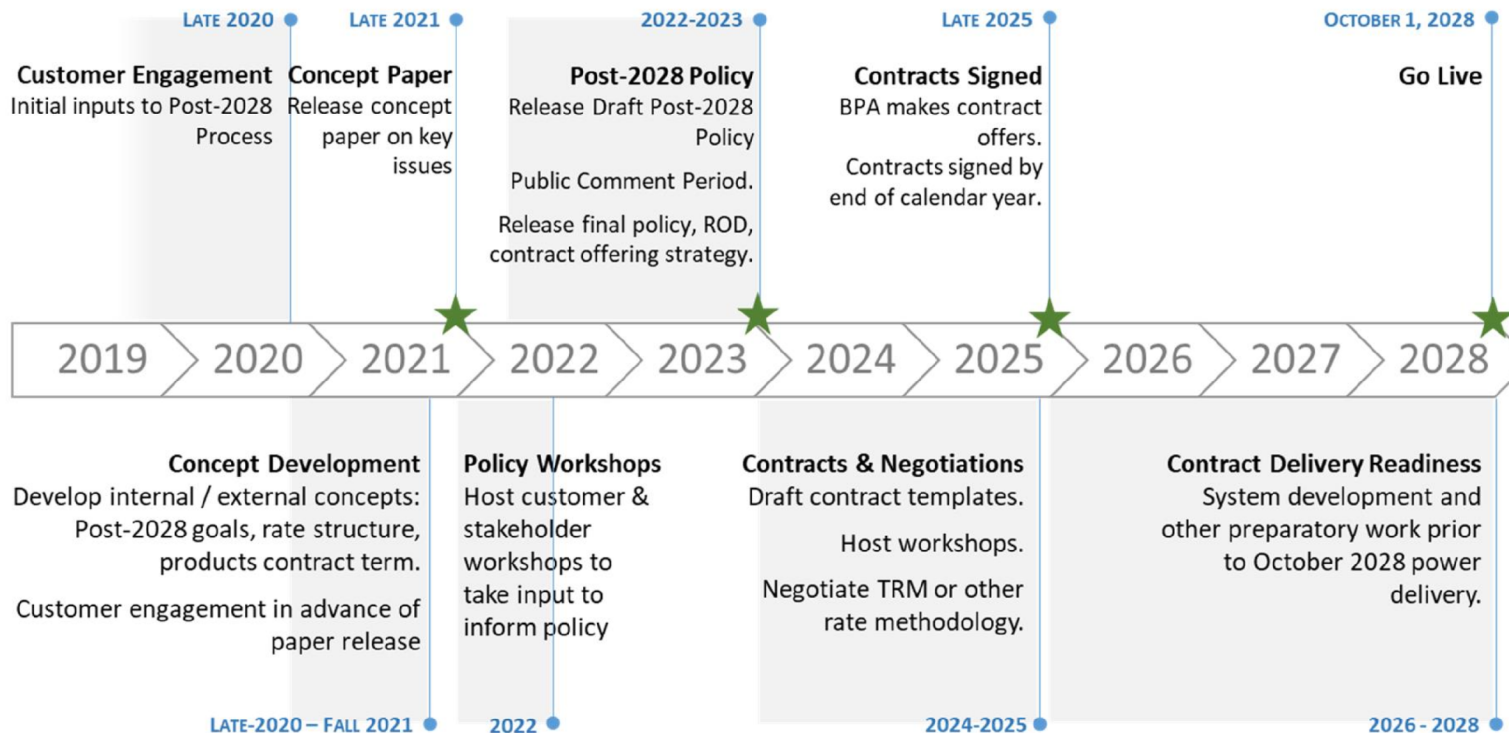 LATE 2020
Customer Engagement
Initial inputs to Post-2028
Process
LATE 2021
Concept Paper
Release concept
paper on key
issues
2022-2023
Post-2028 Policy
Release Draft Post-2028
Policy
Public Comment Period.
Release final policy, ROD,
contract offering strategy.
LATE 2025
Contracts Signed
BPA makes contract
offers.
Contracts signed by
end of calendar year.
OCTOBER 1, 2028
Go Live
2019
2020
2021
2022
2023
2024
2025
2026
2027
2028
Concept Development
Develop internal / external concepts:
Post-2028 goals, rate structure,
products contract term.
Customer engagement in advance of
paper release
LATE-2020 – FALL 2021
Policy Workshops
Host customer &
stakeholder
workshops to
take input to
inform policy
2022
Contracts & Negotiations
Draft contract templates.
Host workshops.
Negotiate TRM or other
rate methodology.
2024-2025
Contract Delivery Readiness
System development and
other preparatory work prior
to October 2028 power
delivery.
2026 - 2028